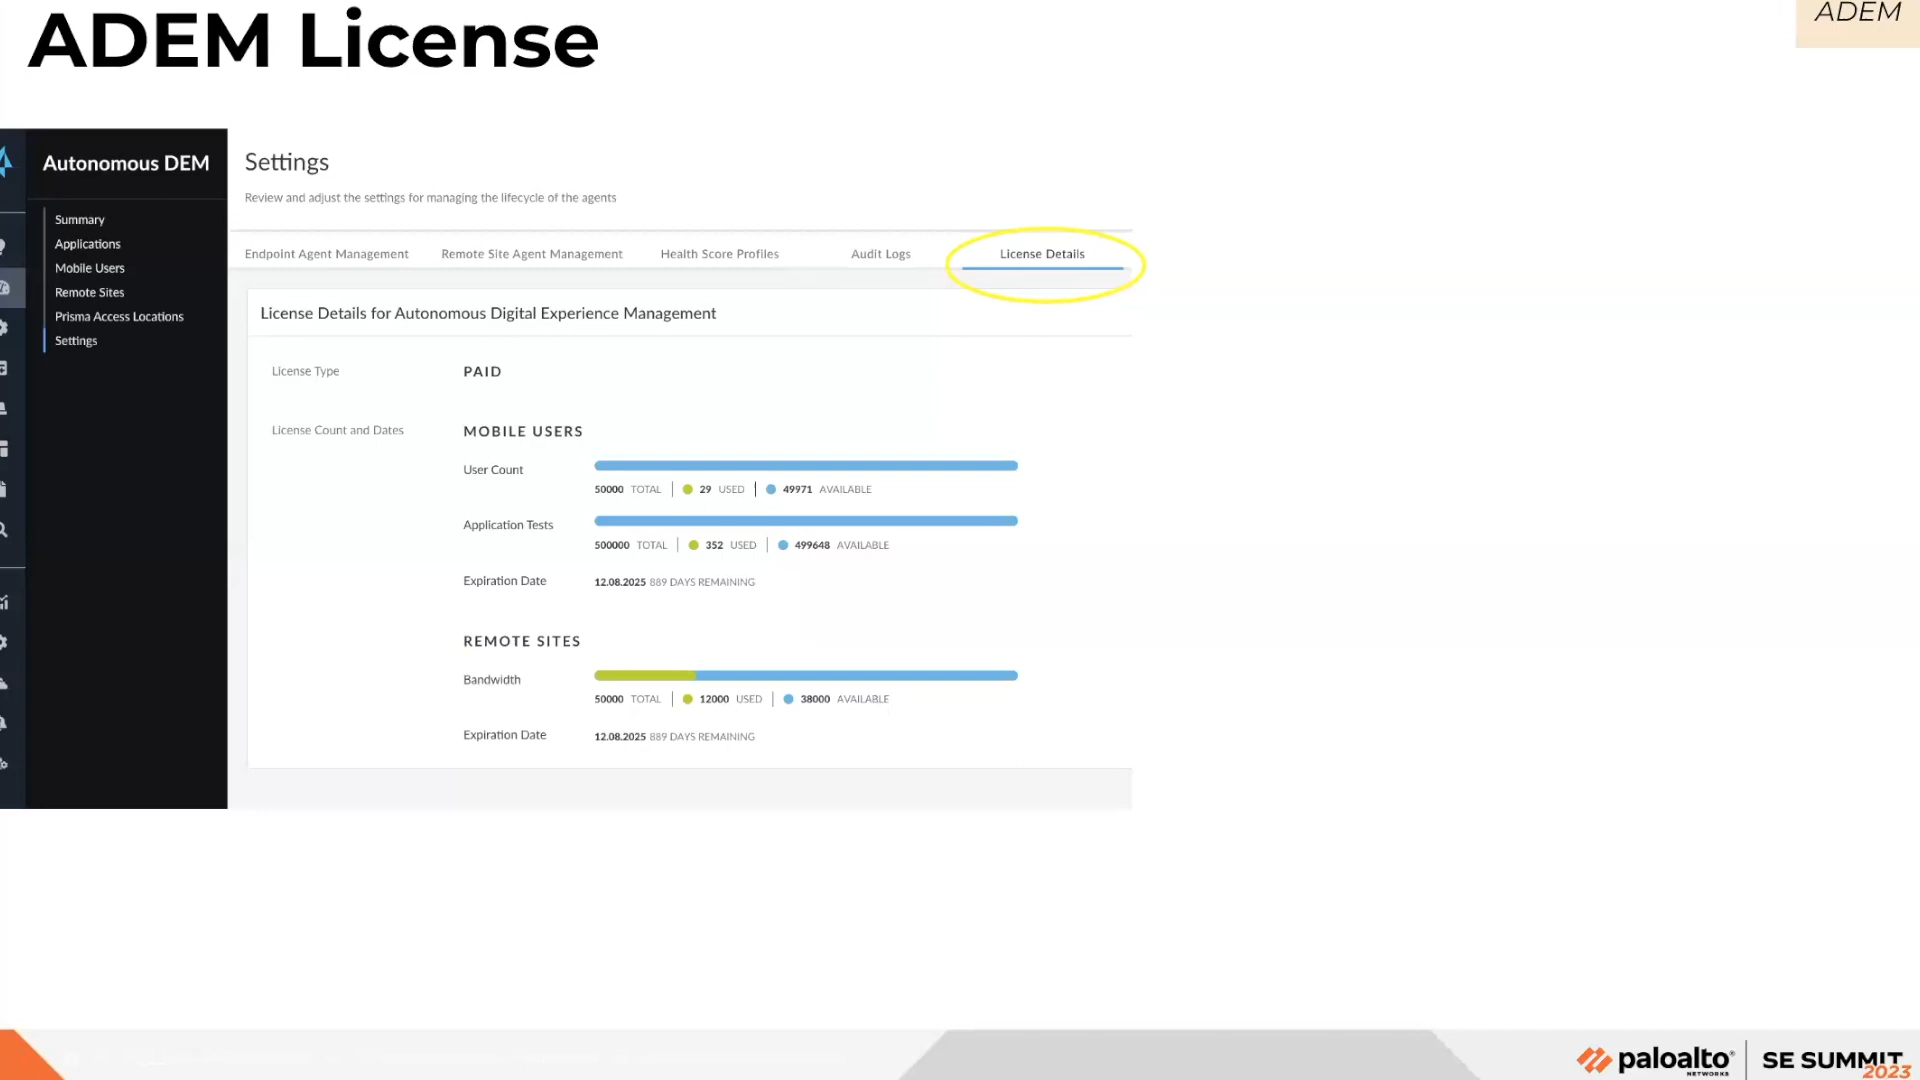 ADEM License
ADEM
Autonomous DEM
Summary
Applications
Mobile Users
Remote Sites
Prisma Access Locations
Settings
Settings
Review and adjust the settings for managing the lifecycle of the agents
Endpoint Agent Management Remote Site Agent Management Health Score Profiles Audit Logs License Details
License Details for Autonomous Digital Experience Management
License Type PAID
License Count and Dates MOBILE USERS
User Count
50000 TOTAL 29 USED 49971 AVAILABLE
Application Tests
500000 TOTAL 352 USED 499648 AVAILABLE
Expiration Date 12.08.2025 889 DAYS REMAINING
REMOTE SITES
Bandwidth
50000 TOTAL 12000 USED 38000 AVAILABLE
Expiration Date 12.08.2025 889 DAYS REMAINING
paloalto NETWORKS SE SUMMIT 2023